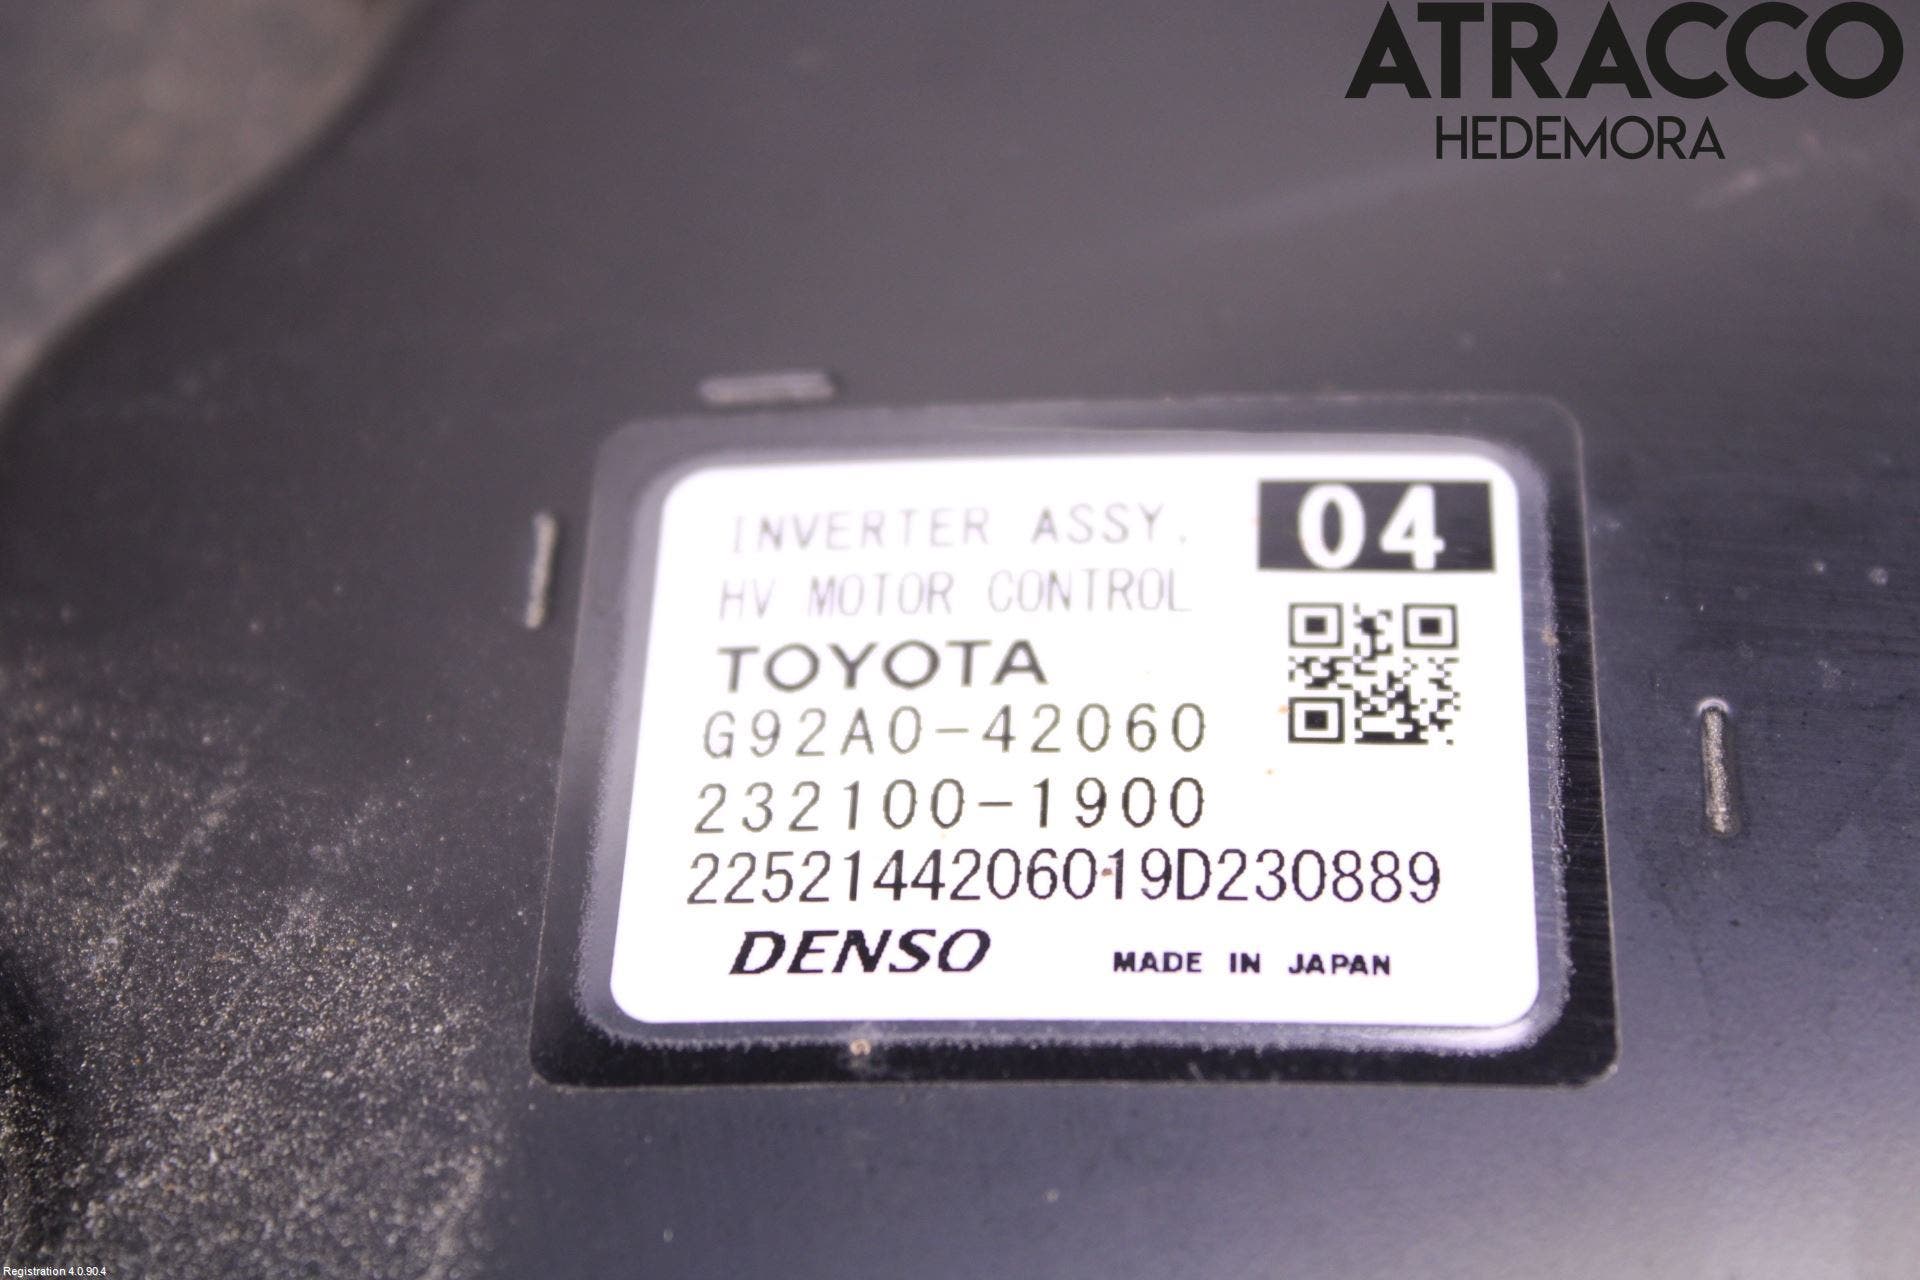 ATRACCO
HEDEMORA
INVERTER ASSY.
04
HV MOTOR CONTROL
TOYOTA
G92A0-42060
232100-1900
2252144206019D230889
DENSO MADE IN JAPAN
Registration 4.0.90.4